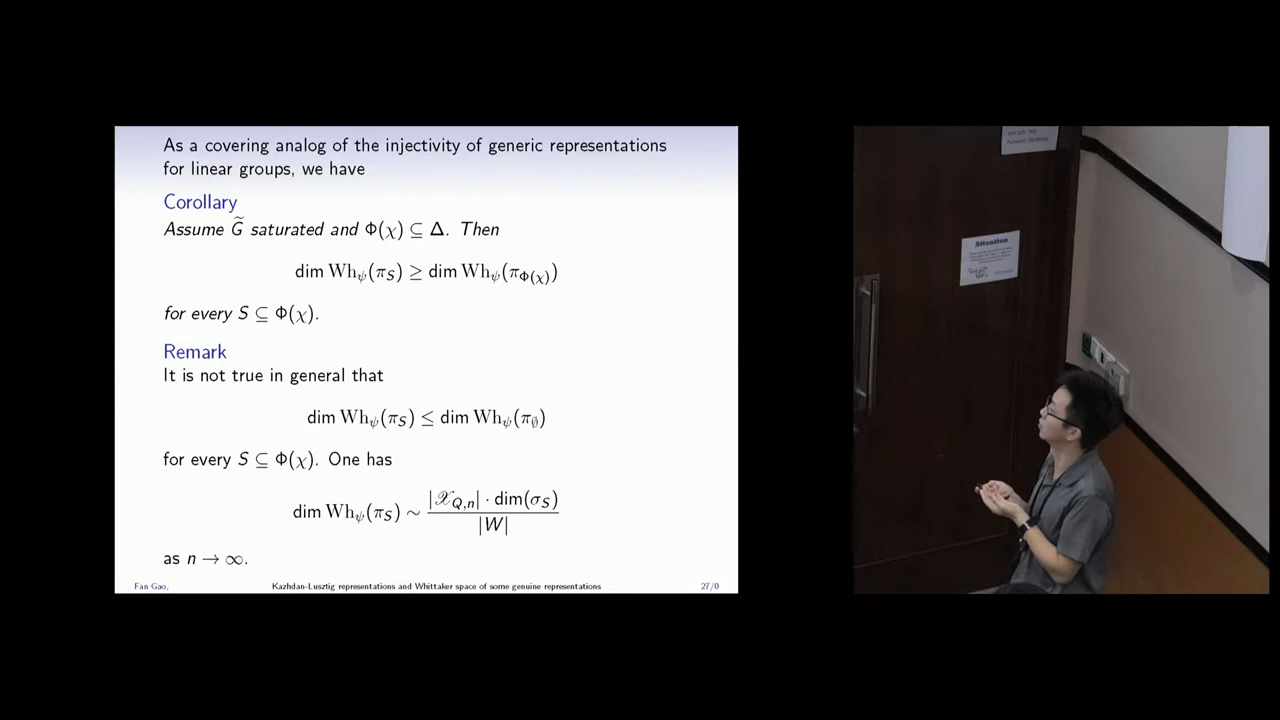 As a covering analog of the injectivity of generic representations
for linear groups, we have
Corollary
Assume G̃ saturated and Φ(χ) ⊆ Δ. Then
dim Wh_ψ(π_S) ≥ dim Wh_ψ(π_Φ(χ))
for every S ⊆ Φ(χ).
Remark
It is not true in general that
dim Wh_ψ(π_S) ≤ dim Wh_ψ(π_∅)
for every S ⊆ Φ(χ). One has
dim Wh_ψ(π_S) ∼ |𝒳_Q,n| · dim(σ_S) / |W|
as n → ∞.
Fan Gao, Kazhdan-Lusztig representations and Whittaker space of some genuine representations 27/0
Attention